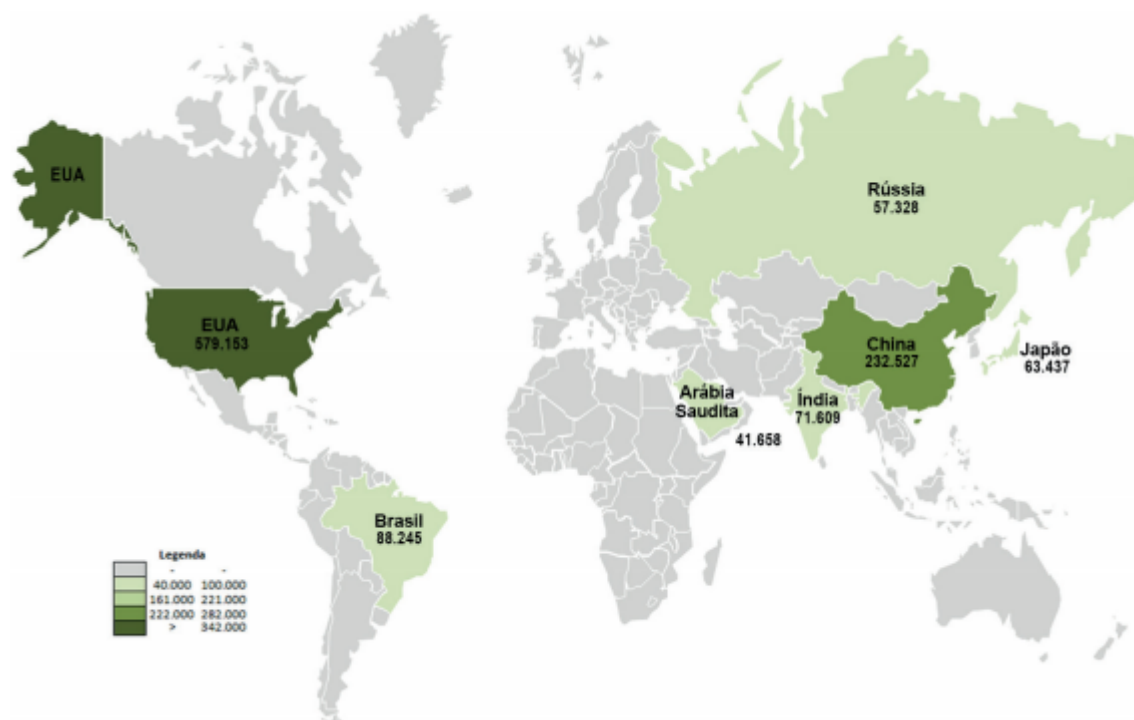 EUA
Rússia
57.328
EUA
579.153
China
232.527
Japão
63.437
Arábia
Saudita
41.658
Índia
71.609
Brasil
88.245
Legenda
- -
40.000 100.000
161.000 221.000
222.000 282.000
> 342.000